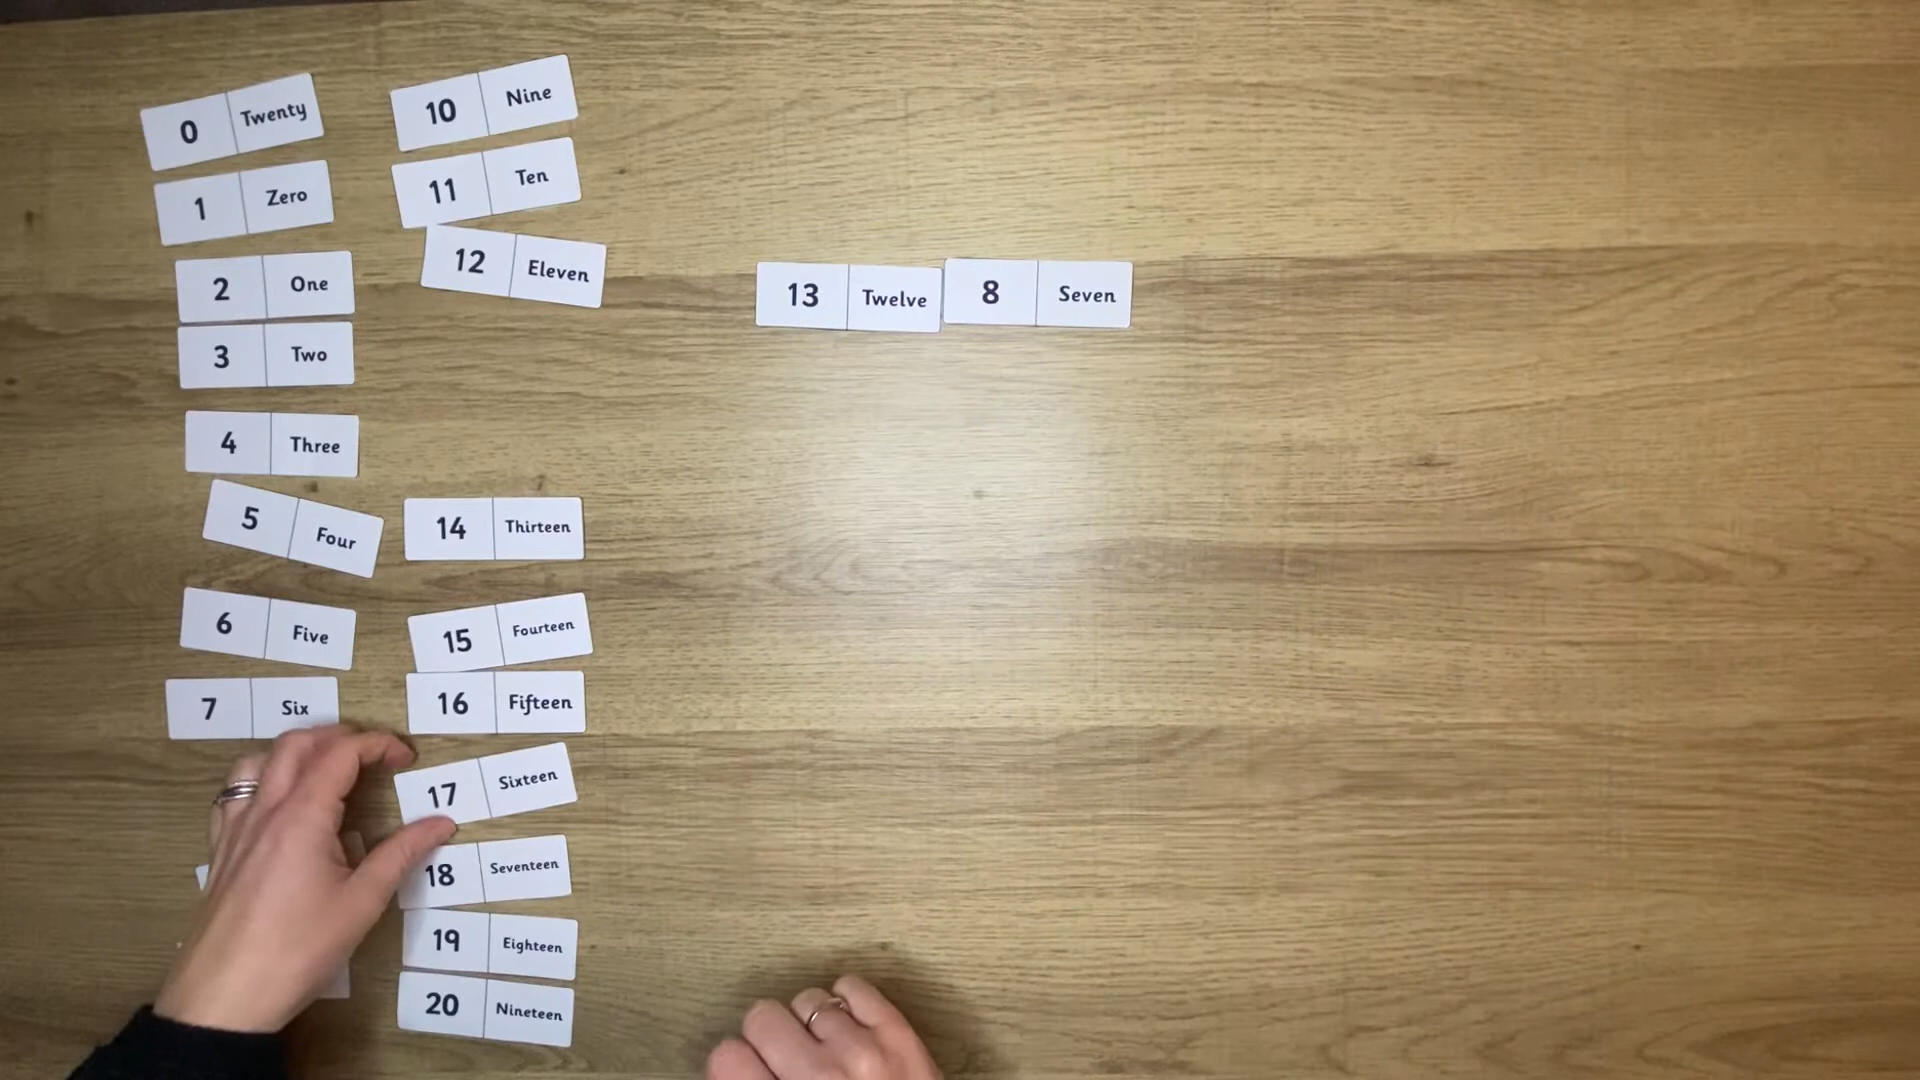 0 Twenty
1 Zero
2 One
3 Two
4 Three
5 Four
6 Five
7 Six
10 Nine
11 Ten
12 Eleven
14 Thirteen
15 Fourteen
16 Fifteen
17 Sixteen
18 Seventeen
19 Eighteen
20 Nineteen
13 Twelve 8 Seven